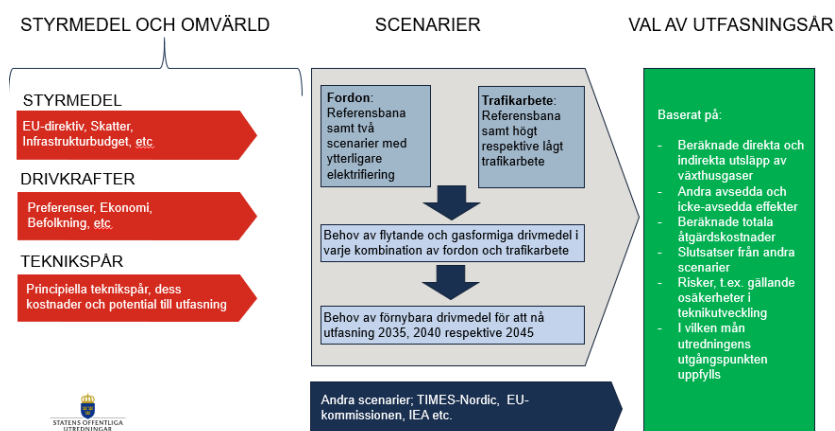 STYRMEDEL OCH OMVÄRLD
SCENARIER
VAL AV UTFASNINGSÅR
STYRMEDEL
EU-direktiv, Skatter,
Infrastrukturbudget, etc
DRIVKRAFTER
Preferenser, Ekonomi,
Befolkning, etc
TEKNIKSPÅR
Principiella teknikspår, dess
kostnader och potential till utfasning
Fordon:
Referensbana
samt två
scenarier med
ytterligare
elektrifiering
Trafikarbete:
Referensbana
samt högt
respektive lågt
trafikarbete
Behov av flytande och gasformiga drivmedel i
varje kombination av fordon och trafikarbete
Behov av förnybara drivmedel för att nå
utfasning 2035, 2040 respektive 2045
Andra scenarier; TIMES-Nordic, EU-
kommissionen, IEA etc.
Baserat på:
- Beräknade direkta och
indirekta utsläpp av
växthusgaser
- Andra avsedda och
icke-avsedda effekter
- Beräknade totala
åtgärdskostnader
- Slutsatser från andra
scenarier
- Risker, t.ex. gällande
osäkerheter i
teknikutveckling
- I vilken mån
utredningens
utgångspunkten
uppfylls
STATENS OFFENTLIGA
UTREDNINGAR